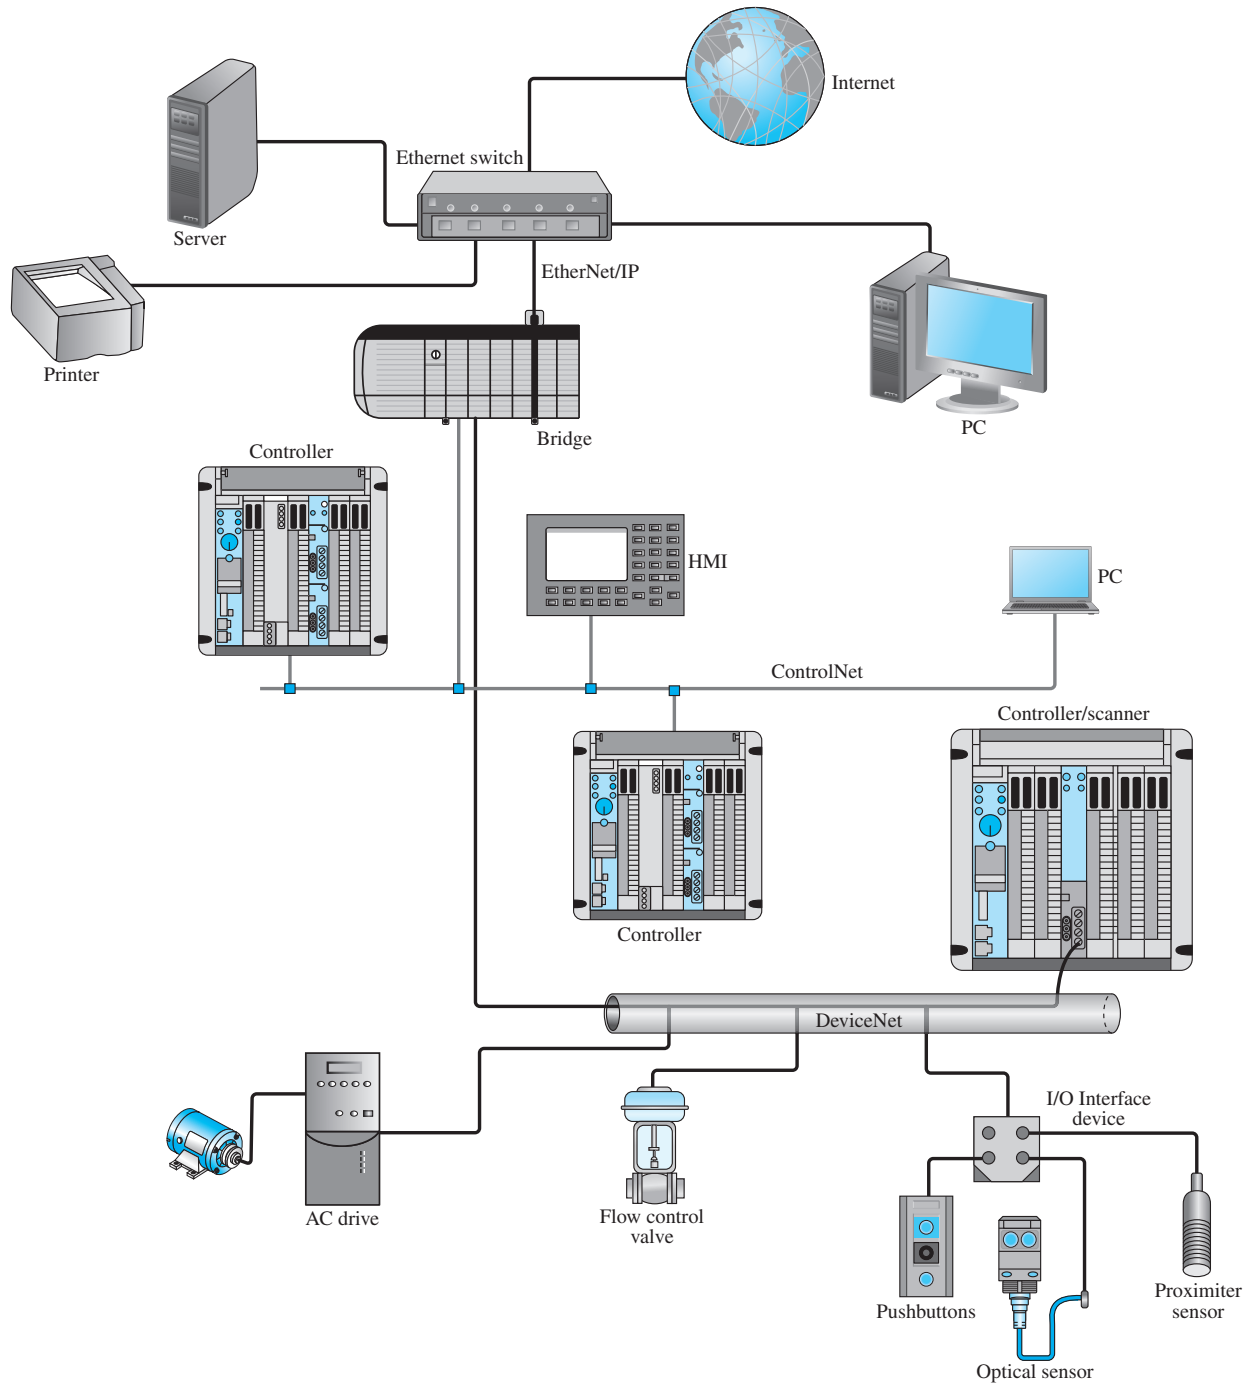 Internet
Ethernet switch
Server
EtherNet/IP
Printer
PC
Bridge
Controller
HMI
PC
ControlNet
Controller/scanner
Controller
DeviceNet
I/O Interface
device
AC drive
Flow control
valve
Pushbuttons
Proximiter
sensor
Optical sensor